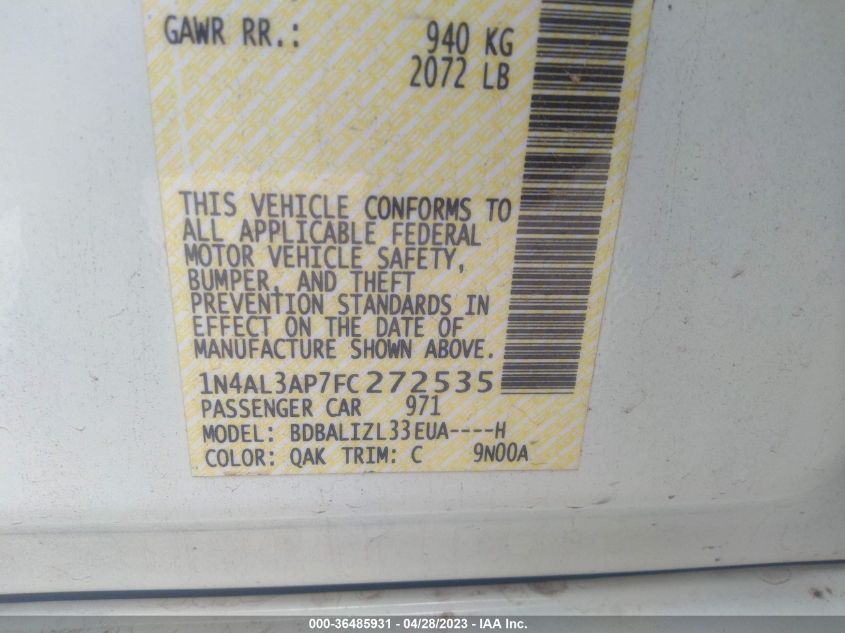 GAWR RR.: 940 KG
2072 LB
THIS VEHICLE CONFORMS TO
ALL APPLICABLE FEDERAL
MOTOR VEHICLE SAFETY,
BUMPER, AND THEFT
PREVENTION STANDARDS IN
EFFECT ON THE DATE OF
MANUFACTURE SHOWN ABOVE.
1N4AL3AP7FC272535
PASSENGER CAR 971
MODEL: BDBALIZL33EUA----H
COLOR: QAK TRIM: C 9N00A
000-36485931 - 04/28/2023 - IAA Inc.